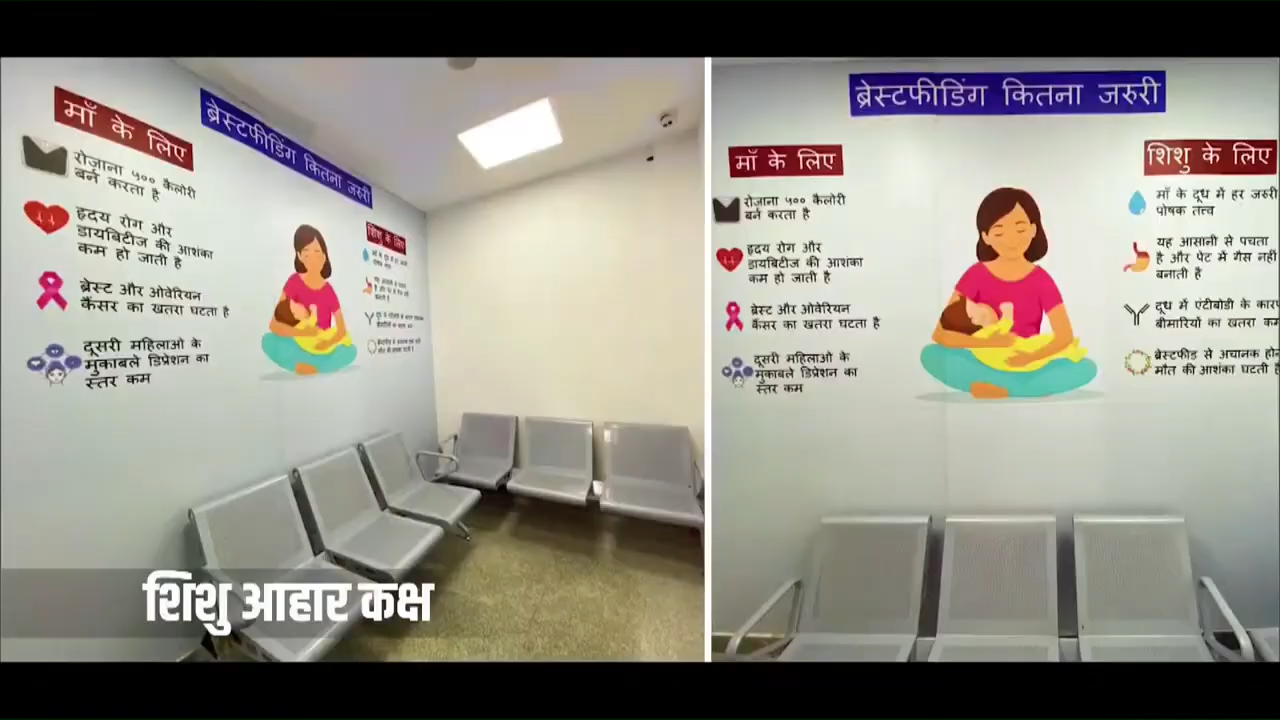 माँ के लिए
ब्रेस्टफीडिंग कितना जरुरी
रोजाना ५०० कैलोरी
बर्न करता है
हृदय रोग और
डायबिटीज की आशंका
कम हो जाती है
ब्रेस्ट और ओवेरियन
कैंसर का खतरा घटता है
दूसरी महिलाओ के
मुकाबले डिप्रेशन का
स्तर कम
शिशु के लिए
शिशु आहार कक्ष
ब्रेस्टफीडिंग कितना जरुरी
माँ के लिए
रोजाना ५०० कैलोरी
बर्न करता है
हृदय रोग और
डायबिटीज की आशंका
कम हो जाती है
ब्रेस्ट और ओवेरियन
कैंसर का खतरा घटता है
दूसरी महिलाओ के
मुकाबले डिप्रेशन का
स्तर कम
शिशु के लिए
माँ के दूध में हर जरुरी
पोषक तत्त्व
यह आसानी से पचता
है और पेट में गैस नही
बनाती है
दूध में एंटीबोडी के
बीमारियों का खतरा
ब्रेस्टफीड से अचानक
मौत की आशंका घटती